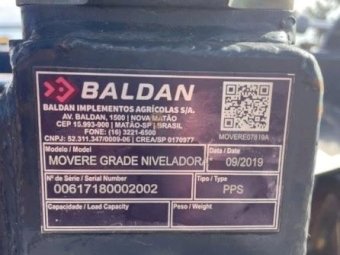 BALDAN
BALDAN IMPLEMENTOS AGRÍCOLAS S/A.
AV. BALDAN, 1500 | NOVA MATÃO
CEP 15.993-900 | MATÃO-SP | BRASIL
FONE: (16) 3221-6500
CNPJ: 52.311.347/0009-06 | CREA/SP 0170977
MOVERE07819A
Modelo / Model
MOVERE GRADE NIVELADORA
Data / Date
09/2019
Nº de Série / Serial Number
00617180002002
Tipo / Type
PPS
Capacidade / Load Capacity
Peso / Weight